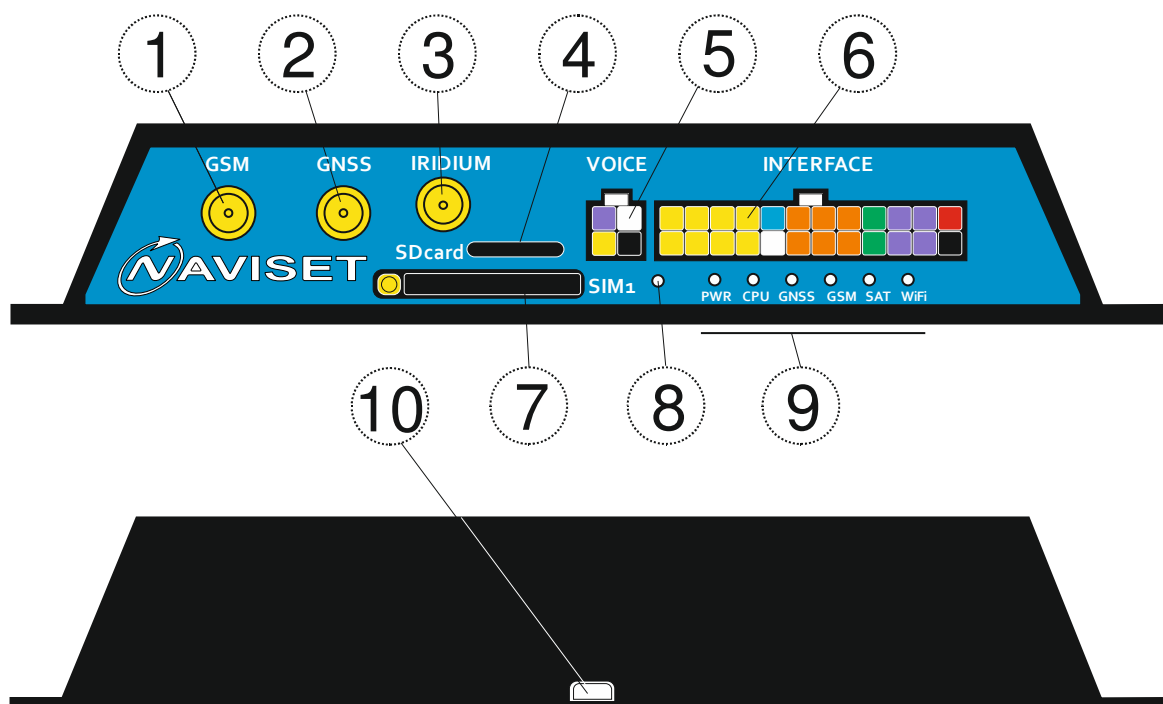 1 2 3 4 5 6
GSM GNSS IRIDIUM VOICE INTERFACE
SDcard
NAVISET
SIM1
PWR CPU GNSS GSM SAT WiFi
10 7 8 9